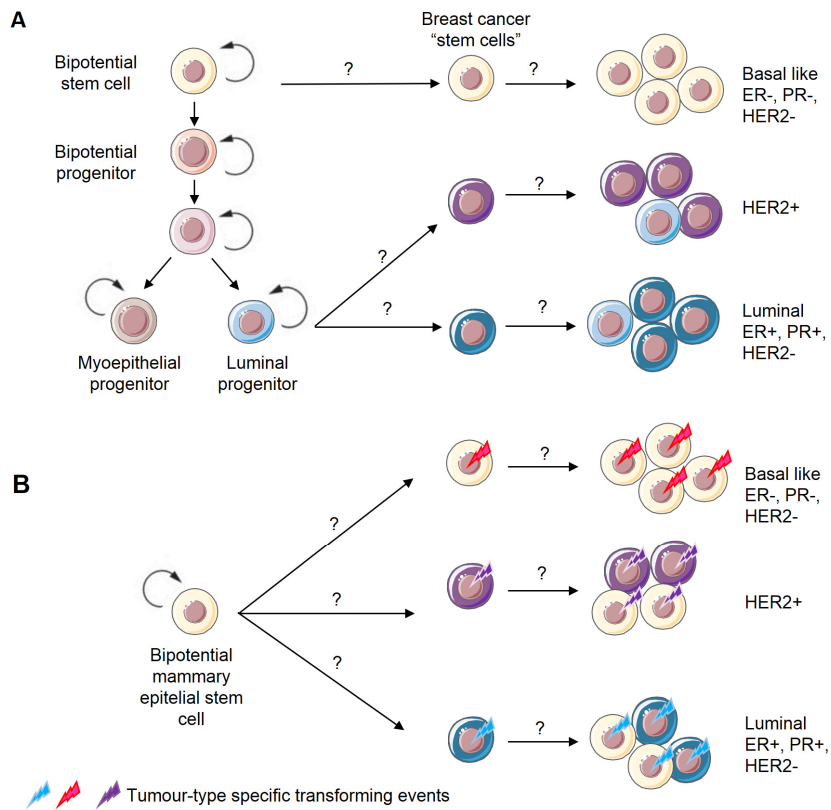 A
Breast cancer
“stem cells”
Bipotential
stem cell
?
?
Basal like
ER-, PR-,
HER2-
Bipotential
progenitor
?
?
HER2+
?
?
Luminal
ER+, PR+,
HER2-
Myoepithelial
progenitor
Luminal
progenitor
B
?
Basal like
ER-, PR-,
HER2-
?
?
?
HER2+
Bipotential
mammary
epitelial stem
cell
?
?
Luminal
ER+, PR+,
HER2-
Tumour-type specific transforming events